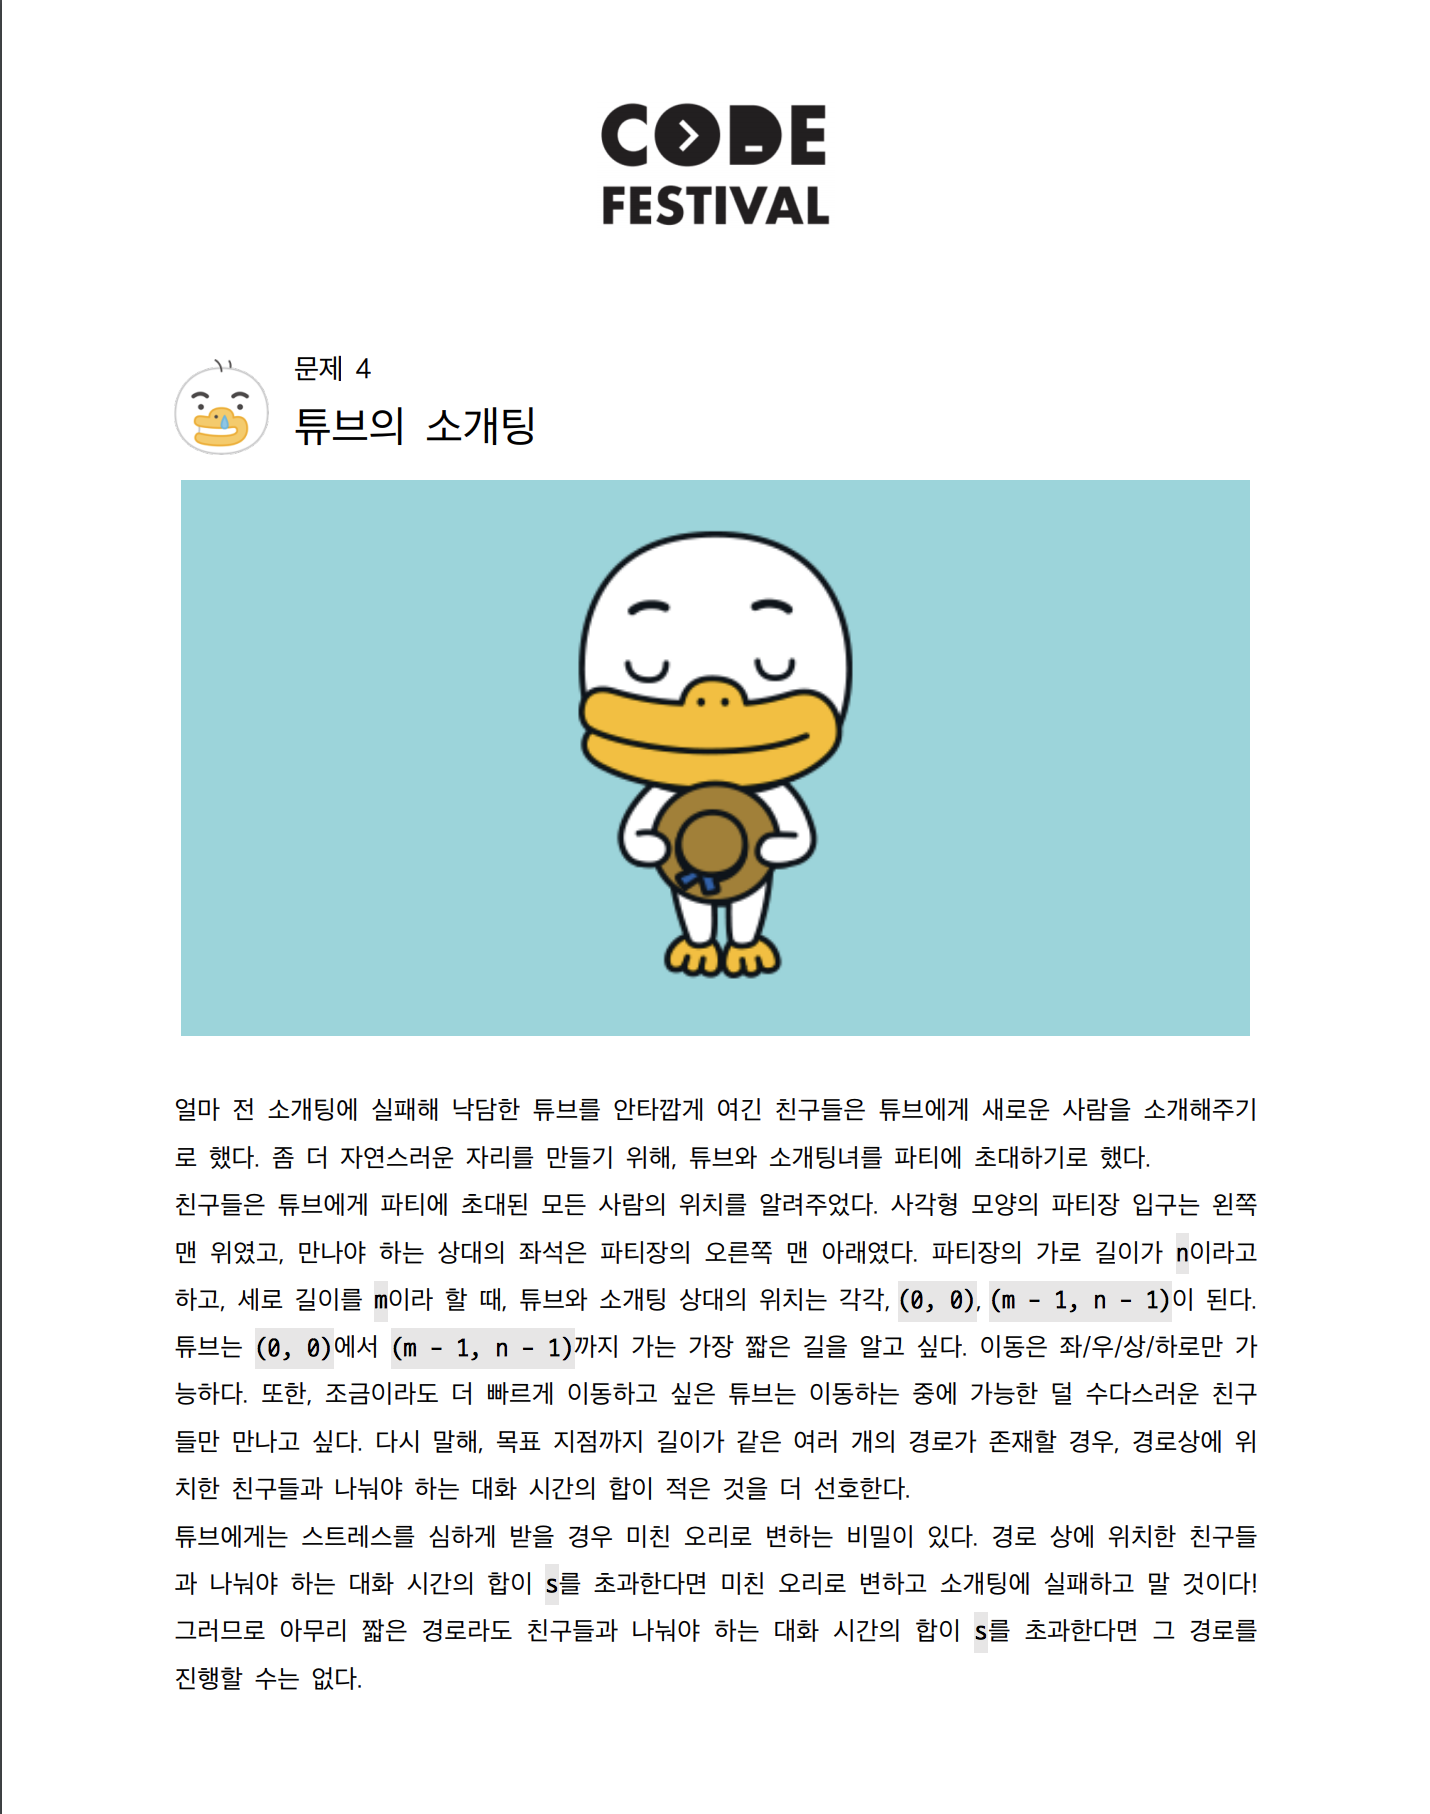 CODE
FESTIVAL
문제 4
튜브의 소개팅
얼마 전 소개팅에 실패해 낙담한 튜브를 안타깝게 여긴 친구들은 튜브에게 새로운 사람을 소개해주기
로 했다. 좀 더 자연스러운 자리를 만들기 위해, 튜브와 소개팅녀를 파티에 초대하기로 했다.
친구들은 튜브에게 파티에 초대된 모든 사람의 위치를 알려주었다. 사각형 모양의 파티장 입구는 왼쪽
맨 위였고, 만나야 하는 상대의 좌석은 파티장의 오른쪽 맨 아래였다. 파티장의 가로 길이가 n이라고
하고, 세로 길이를 m이라 할 때, 튜브와 소개팅 상대의 위치는 각각, (0, 0), (m - 1, n - 1)이 된다.
튜브는 (0, 0)에서 (m - 1, n - 1)까지 가는 가장 짧은 길을 알고 싶다. 이동은 좌/우/상/하로만 가
능하다. 또한, 조금이라도 더 빠르게 이동하고 싶은 튜브는 이동하는 중에 가능한 덜 수다스러운 친구
들만 만나고 싶다. 다시 말해, 목표 지점까지 길이가 같은 여러 개의 경로가 존재할 경우, 경로상에 위
치한 친구들과 나눠야 하는 대화 시간의 합이 적은 것을 더 선호한다.
튜브에게는 스트레스를 심하게 받을 경우 미친 오리로 변하는 비밀이 있다. 경로 상에 위치한 친구들
과 나눠야 하는 대화 시간의 합이 s를 초과한다면 미친 오리로 변하고 소개팅에 실패하고 말 것이다!
그러므로 아무리 짧은 경로라도 친구들과 나눠야 하는 대화 시간의 합이 s를 초과한다면 그 경로를
진행할 수는 없다.